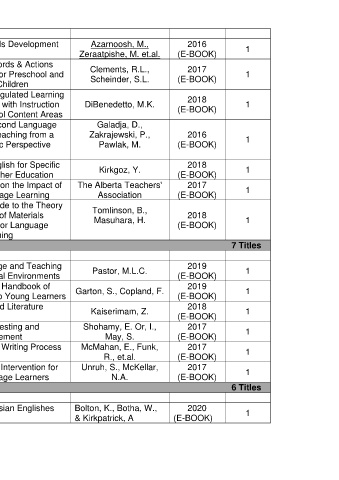 ls Development Azarnoosh, M., Zeraatpishe, M. et.al. 2016 (E-BOOK) 1
ords & Actions or Preschool and Children Clements, R.L., Scheinder, S.L. 2017 (E-BOOK) 1
gulated Learning with Instruction ol Content Areas DiBenedetto, M.K. 2018 (E-BOOK) 1
cond Language eaching from a c Perspective Galadja, D., Zakrajewski, P., Pawlak, M. 2016 (E-BOOK) 1
glish for Specific her Education Kirkgoz, Y. 2018 (E-BOOK) 1
on the Impact of age Learning The Alberta Teachers' Association 2017 (E-BOOK) 1
de to the Theory of Materials or Language ning Tomlinson, B., Masuhara, H. 2018 (E-BOOK) 1
7 Titles
ge and Teaching al Environments Pastor, M.L.C. 2019 (E-BOOK) 1
Handbook of o Young Learners Garton, S., Copland, F. 2019 (E-BOOK) 1
d Literature Kaiserimam, Z. 2018 (E-BOOK) 1
esting and ement Shohamy, E. Or, I., May, S. 2017 (E-BOOK) 1
Writing Process McMahan, E., Funk, R., et.al. 2017 (E-BOOK) 1
Intervention for age Learners Unruh, S., McKellar, N.A. 2017 (E-BOOK) 1
6 Titles
sian Englishes Bolton, K., Botha, W., & Kirkpatrick, A 2020 (E-BOOK) 1